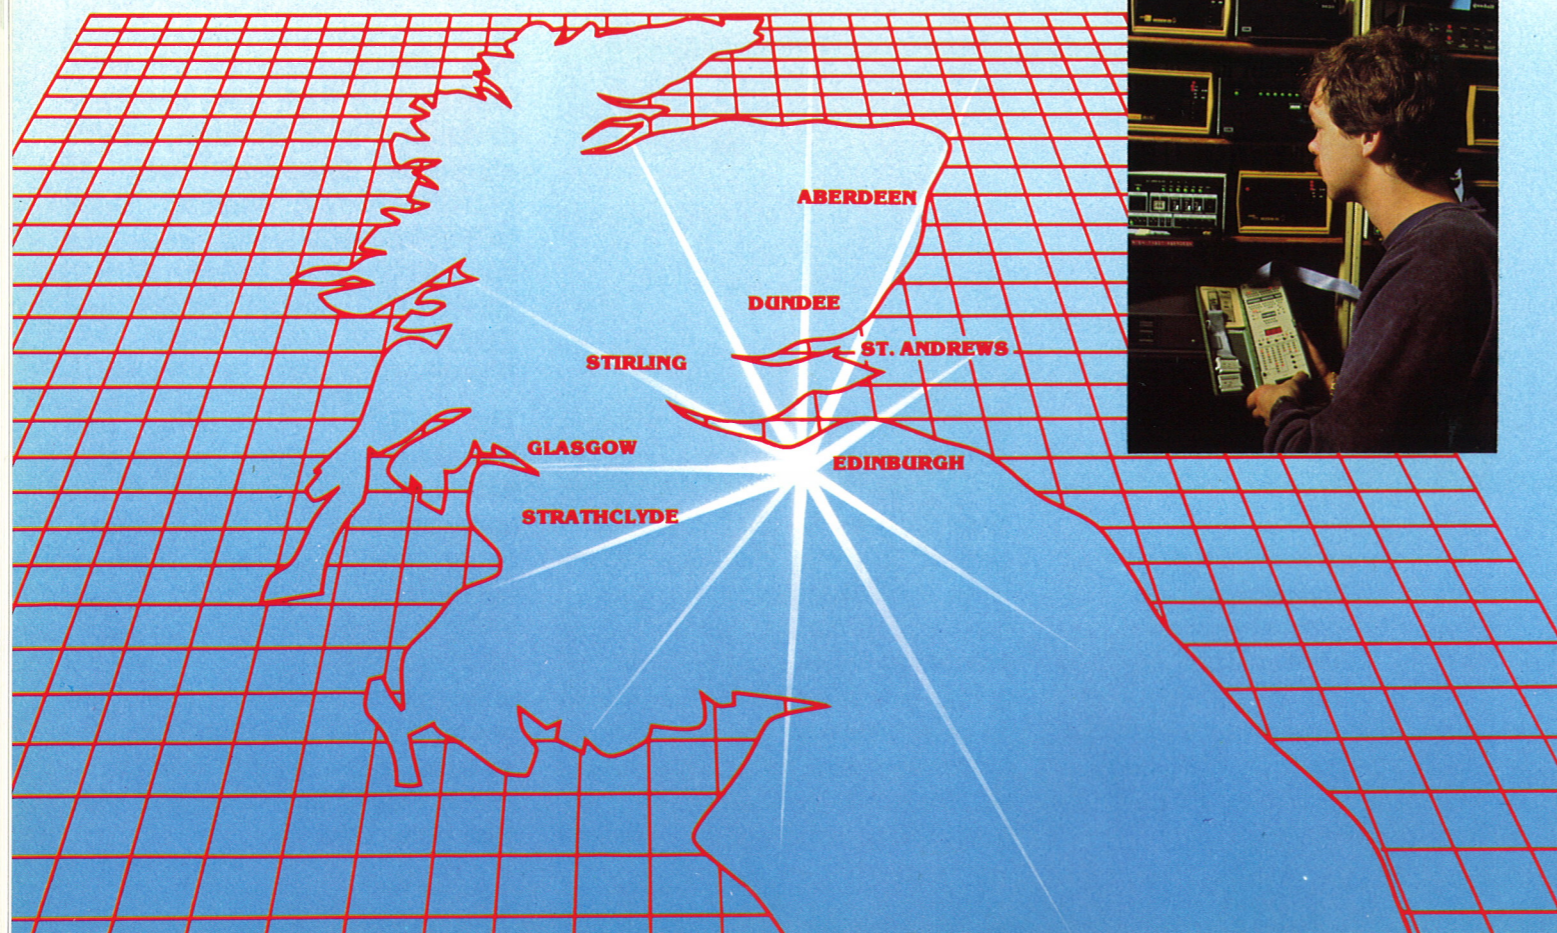 ABERDEEN
DUNDEE
ST. ANDREWS
STIRLING
GLASGOW
EDINBURGH
STRATHCLYDE